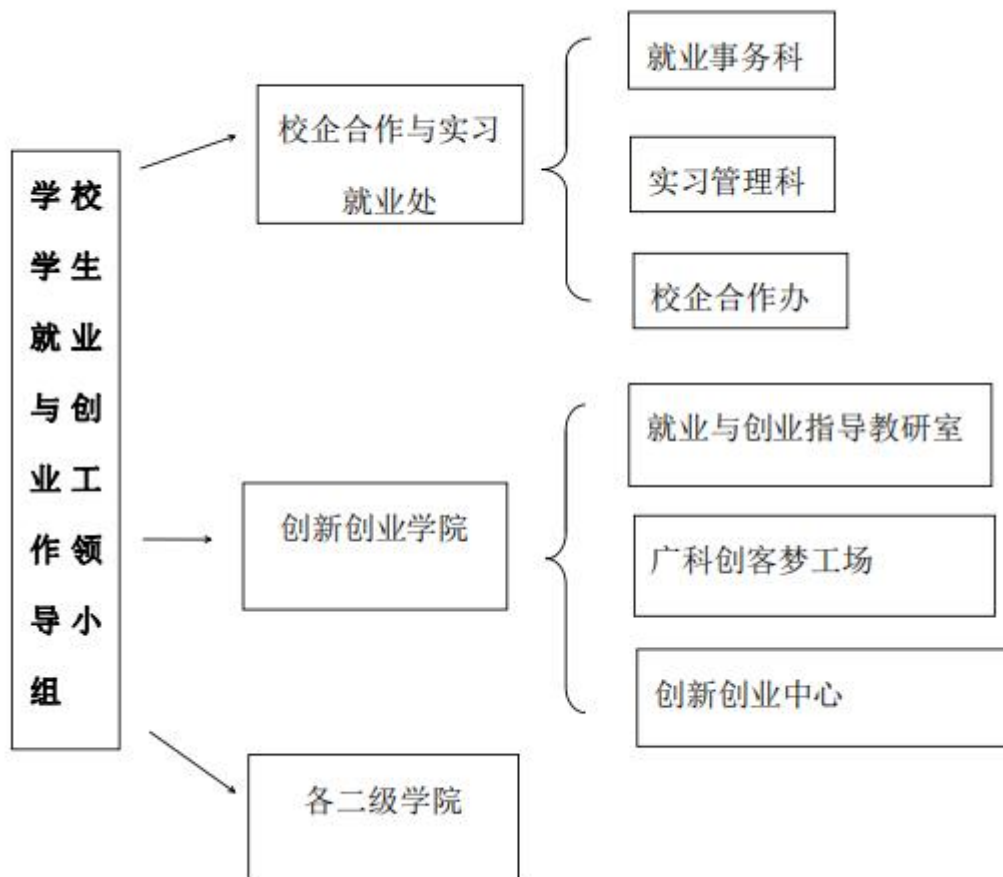 学校
学生
就业
与创
业工
作领
导小
组
校企合作与实习
就业处
就业事务科
实习管理科
校企合作办
创新创业学院
就业与创业指导教研室
广科创客梦工场
创新创业中心
各二级学院